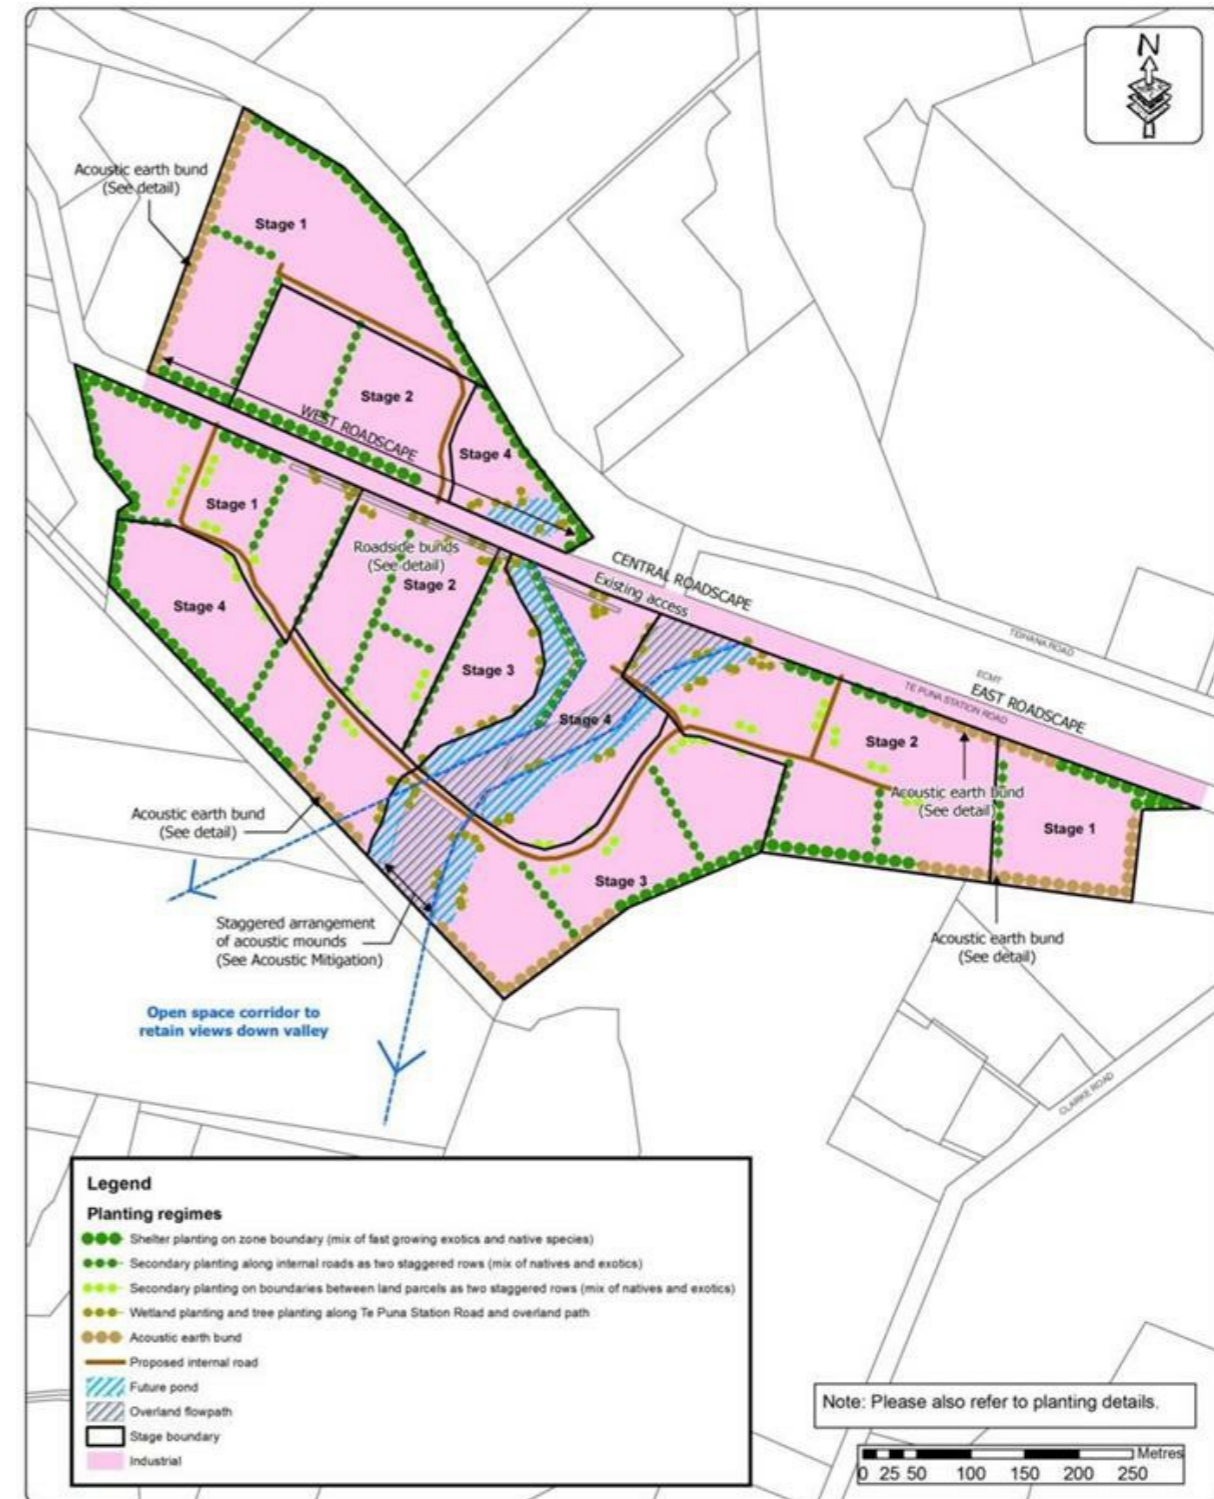 N
Acoustic earth bund
(See detail)
Stage 1
Stage 2
WEST ROADSCAPE
Stage 4
Stage 1
Roadside bunds
(See detail)
Stage 2
CENTRAL ROADSCAPE
Existing access
Stage 4
TEIHANA ROAD
Stage 3
ECMT
EAST ROADSCAPE
TE PUNA STATION ROAD
Stage 4
Stage 2
Acoustic earth bund
(See detail)
Acoustic earth bund
(See detail)
Stage 1
Stage 3
Staggered arrangement
of acoustic mounds
(See Acoustic Mitigation)
Acoustic earth bund
(See detail)
Open space corridor to
retain views down valley
CLARKE ROAD
Legend
Planting regimes
Shelter planting on zone boundary (mix of fast growing exotics and native species)
Secondary planting along internal roads as two staggered rows (mix of natives and exotics)
Secondary planting on boundaries between land parcels as two staggered rows (mix of natives and exotics)
Wetland planting and tree planting along Te Puna Station Road and overland path
Acoustic earth bund
Proposed internal road
Future pond
Overland flowpath
Stage boundary
Industrial
Note: Please also refer to planting details.
Metres
0 25 50 100 150 200 250